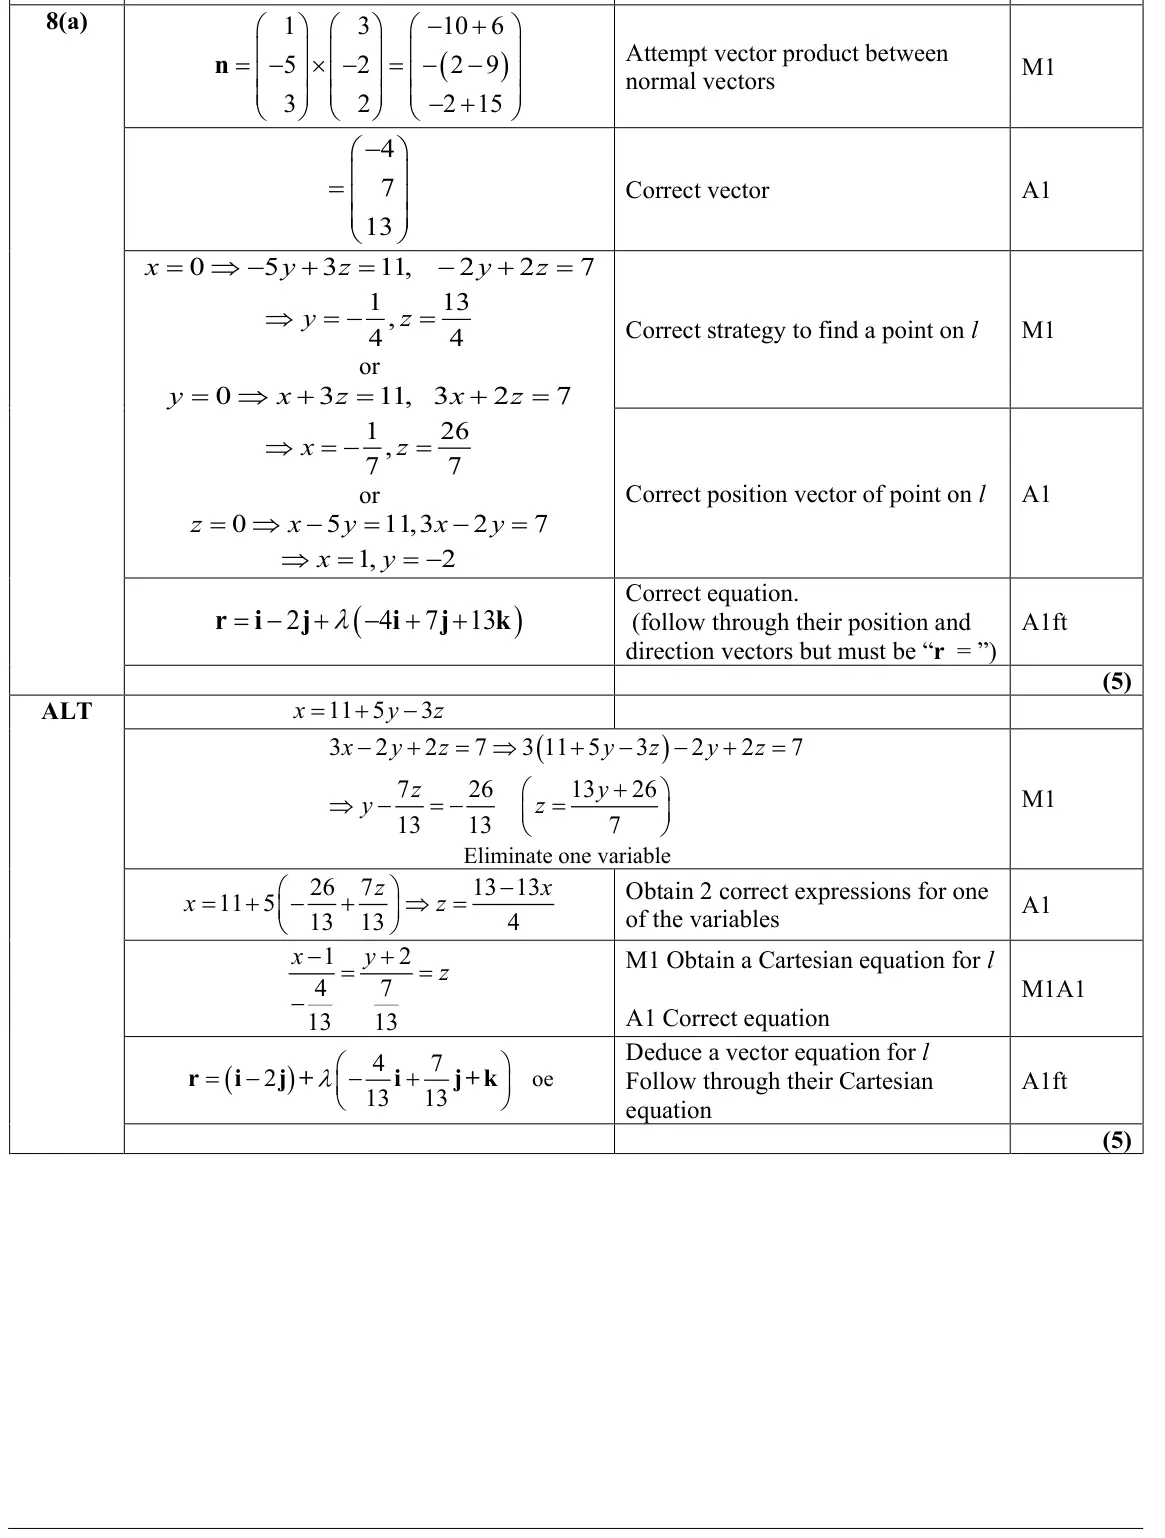 8(a)
n = (1, −5, 3) × (3, −2, 2) = (−10 + 6, −(2 − 9), −2 + 15)
Attempt vector product between
normal vectors
M1
= (−4, 7, 13)
Correct vector
A1
x = 0 ⇒ −5y + 3z = 11,  − 2y + 2z = 7
⇒ y = −1/4, z = 13/4
or
y = 0 ⇒ x + 3z = 11,  3x + 2z = 7
⇒ x = −1/7, z = 26/7
or
z = 0 ⇒ x − 5y = 11, 3x − 2y = 7
⇒ x = 1, y = −2
Correct strategy to find a point on l
M1
Correct position vector of point on l
A1
r = i − 2j + λ(−4i + 7j + 13k)
Correct equation.
(follow through their position and
direction vectors but must be “r = ”)
A1ft
(5)
ALT
x = 11 + 5y − 3z
3x − 2y + 2z = 7 ⇒ 3(11 + 5y − 3z) − 2y + 2z = 7
⇒ y − 7z/13 = −26/13  (z = (13y + 26)/7)
Eliminate one variable
M1
x = 11 + 5(−26/13 + 7z/13) ⇒ z = (13 − 13x)/4
Obtain 2 correct expressions for one
of the variables
A1
(x − 1)/(−4/13) = (y + 2)/(7/13) = z
M1 Obtain a Cartesian equation for l
A1 Correct equation
M1A1
r = (i − 2j) + λ(−4/13 i + 7/13 j + k) oe
Deduce a vector equation for l
Follow through their Cartesian
equation
A1ft
(5)